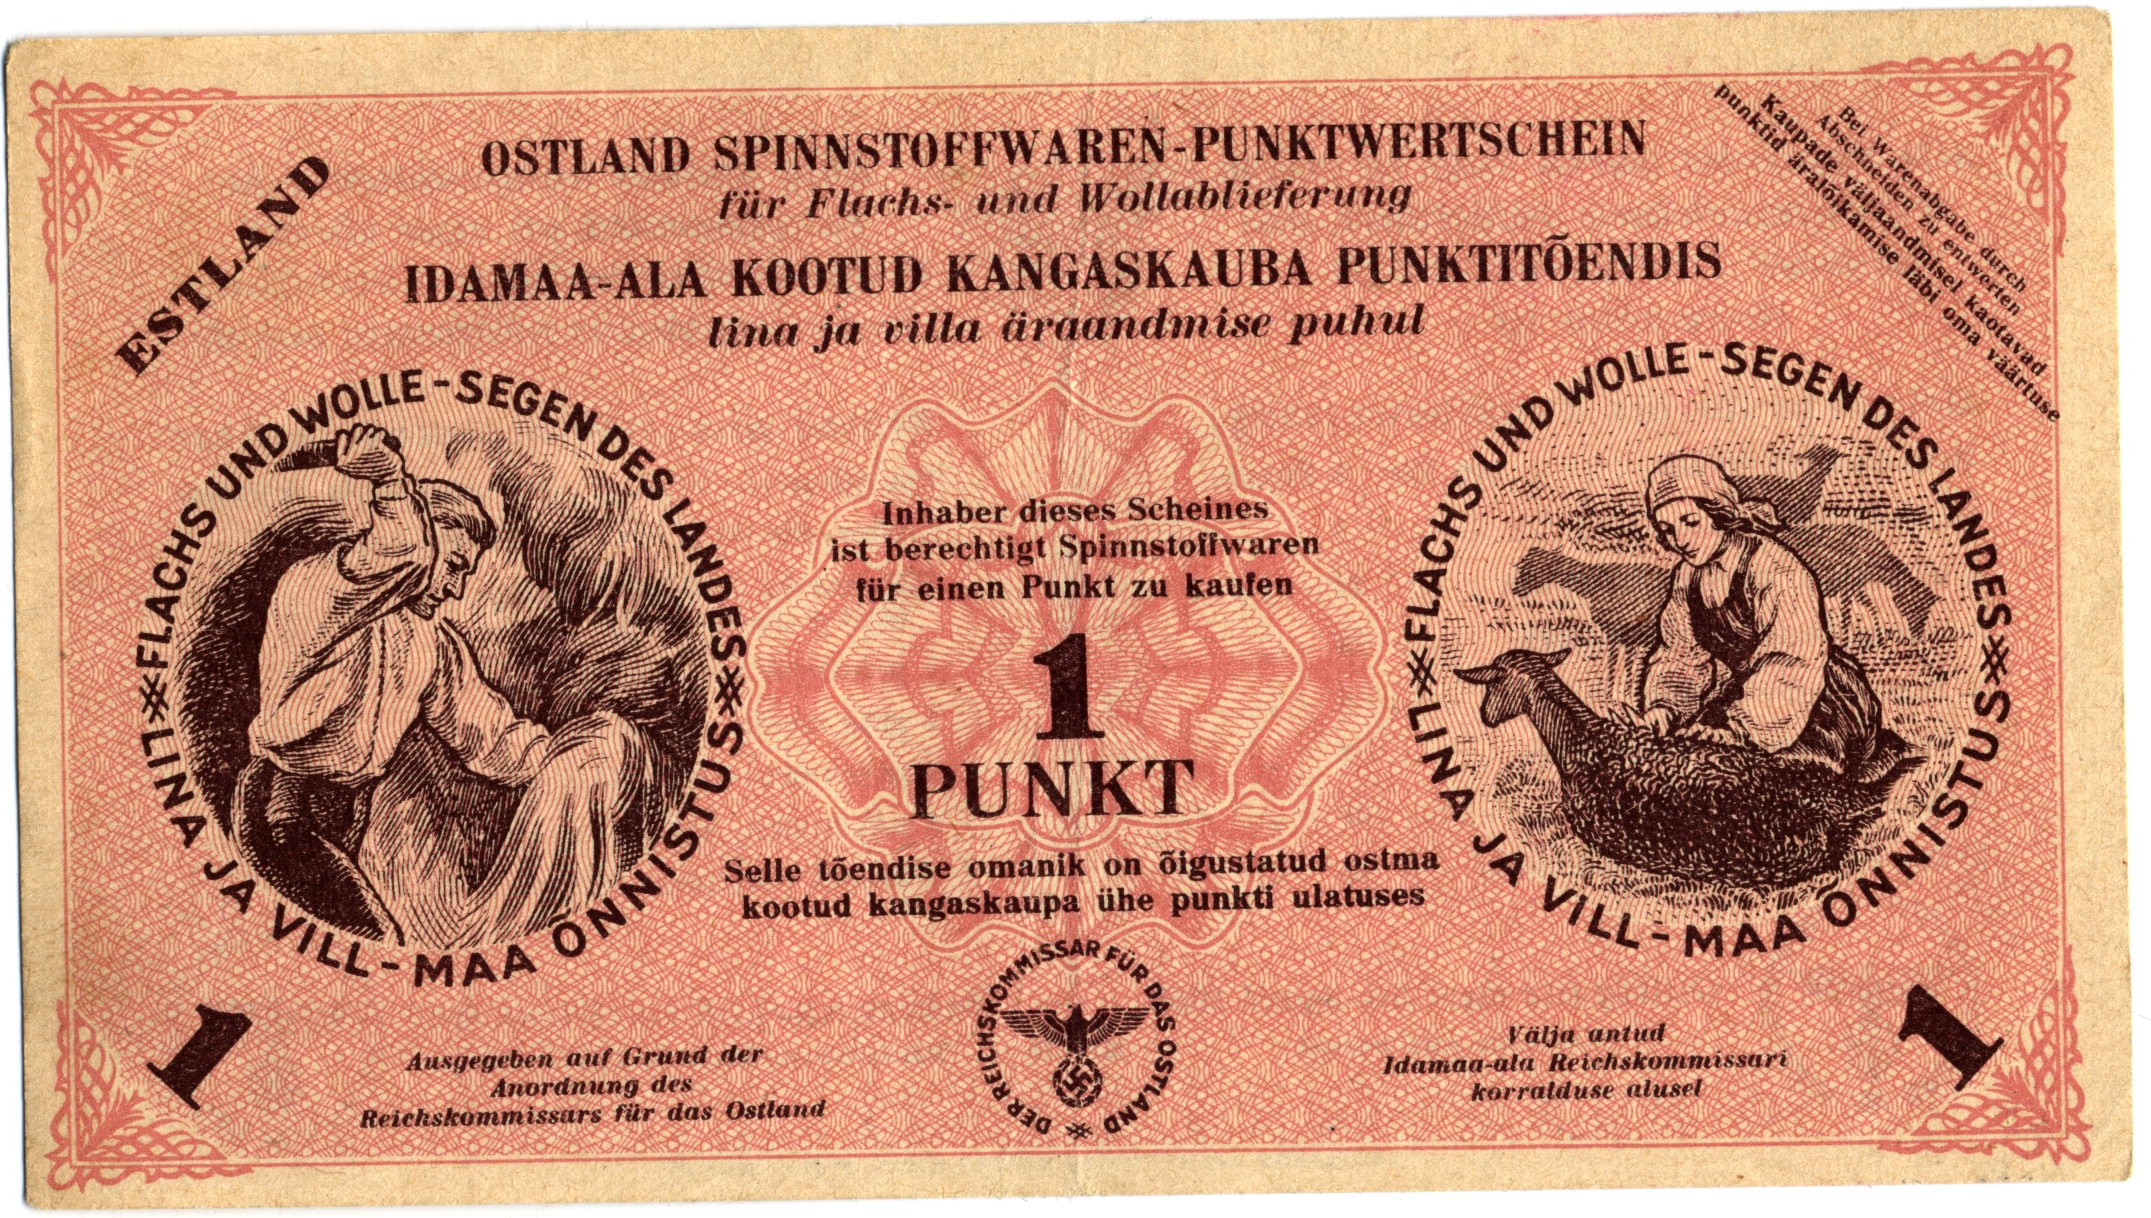 ESTLAND
OSTLAND SPINNSTOFFWAREN-PUNKTWERTSCHEIN
für Flachs- und Wollablieferung
IDAMAA-ALA KOOTUD KANGASKAUBA PUNKTITÕENDIS
lina ja villa äraandmise puhul
Bei Warenabgabe durch
Abschneiden zu entwerten
Kaupade väljaandmisel kaotavad
punktid äralõikamise läbi oma väärtuse
FLACHS UND WOLLE-SEGEN DES LANDES
LINA JA VILL-MAA ÕNNISTUS
Inhaber dieses Scheines
ist berechtigt Spinnstoffwaren
für einen Punkt zu kaufen
1
PUNKT
Selle tõendise omanik on õigustatud ostma
kootud kangaskaupa ühe punkti ulatuses
FLACHS UND WOLLE-SEGEN DES LANDES
LINA JA VILL-MAA ÕNNISTUS
1
Ausgegeben auf Grund der
Anordnung des
Reichskommissars für das Ostland
DER REICHSKOMMISSAR FÜR DAS OSTLAND
Välja antud
Idamaa-ala Reichskommissari
korralduse alusel
1